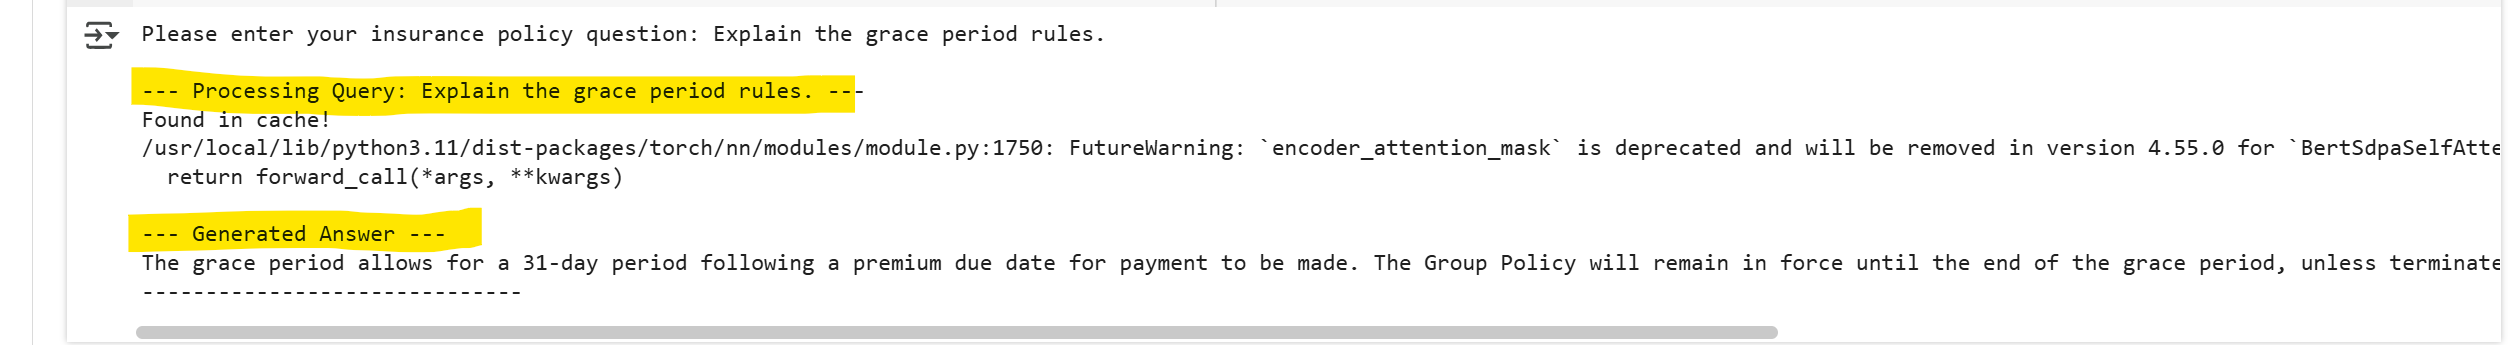 Please enter your insurance policy question: Explain the grace period rules.
--- Processing Query: Explain the grace period rules. ---
Found in cache!
/usr/local/lib/python3.11/dist-packages/torch/nn/modules/module.py:1750: FutureWarning: `encoder_attention_mask` is deprecated and will be removed in version 4.55.0 for `BertSdpaSelfAtte
return forward_call(*args, **kwargs)
--- Generated Answer ---
The grace period allows for a 31-day period following a premium due date for payment to be made. The Group Policy will remain in force until the end of the grace period, unless terminate
------------------------------